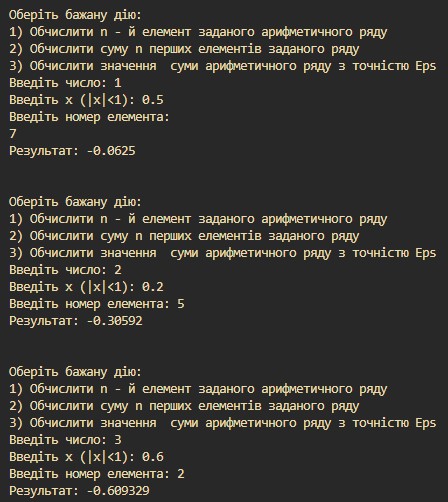 Оберіть бажану дію:
1) Обчислити n - й елемент заданого арифметичного ряду
2) Обчислити суму n перших елементів заданого ряду
3) Обчислити значення  суми арифметичного ряду з точністю Eps
Введіть число: 1
Введіть x (|x|<1): 0.5
Введіть номер елемента:
7
Результат: -0.0625
Оберіть бажану дію:
1) Обчислити n - й елемент заданого арифметичного ряду
2) Обчислити суму n перших елементів заданого ряду
3) Обчислити значення  суми арифметичного ряду з точністю Eps
Введіть число: 2
Введіть x (|x|<1): 0.2
Введіть номер елемента: 5
Результат: -0.30592
Оберіть бажану дію:
1) Обчислити n - й елемент заданого арифметичного ряду
2) Обчислити суму n перших елементів заданого ряду
3) Обчислити значення  суми арифметичного ряду з точністю Eps
Введіть число: 3
Введіть x (|x|<1): 0.6
Введіть номер елемента: 2
Результат: -0.609329